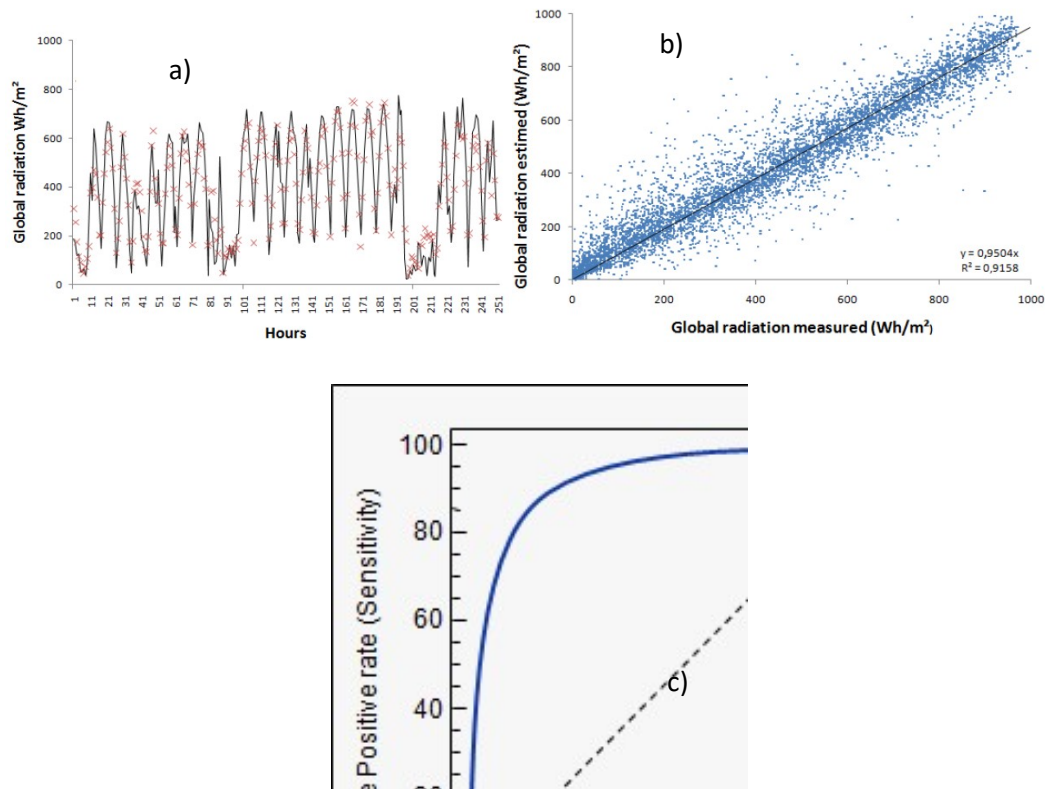 a)
Global radiation Wh/m²
1000
800
600
400
200
0
1 11 21 31 41 51 61 71 81 91 101 111 121 131 141 151 161 171 181 191 201 211 221 231 241 251
Hours
b)
Global radiation estimed (Wh/m²)
1000
800
600
400
200
0
y = 0,9504x
R² = 0,9158
0 200 400 600 800 1000
Global radiation measured (Wh/m²)
c)
e Positive rate (Sensitivity)
100
80
60
40